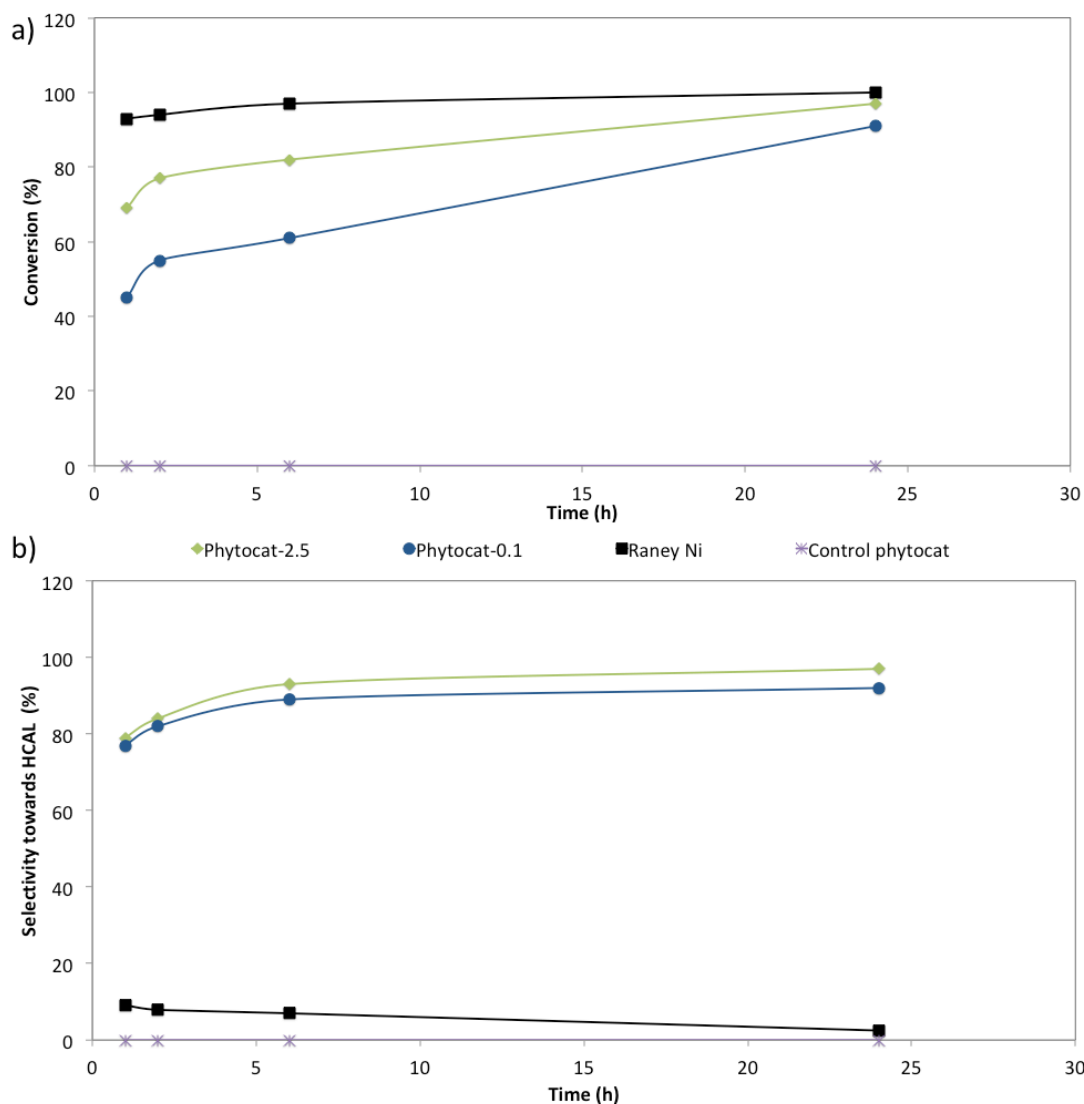 a)
120
100
80
60
40
20
0
Conversion (%)
0 5 10 15 20 25 30
Time (h)
b)
Phytocat-2.5 Phytocat-0.1 Raney Ni Control phytocat
120
100
80
60
40
20
0
Selectivity towards HCAL (%)
0 5 10 15 20 25 30
Time (h)